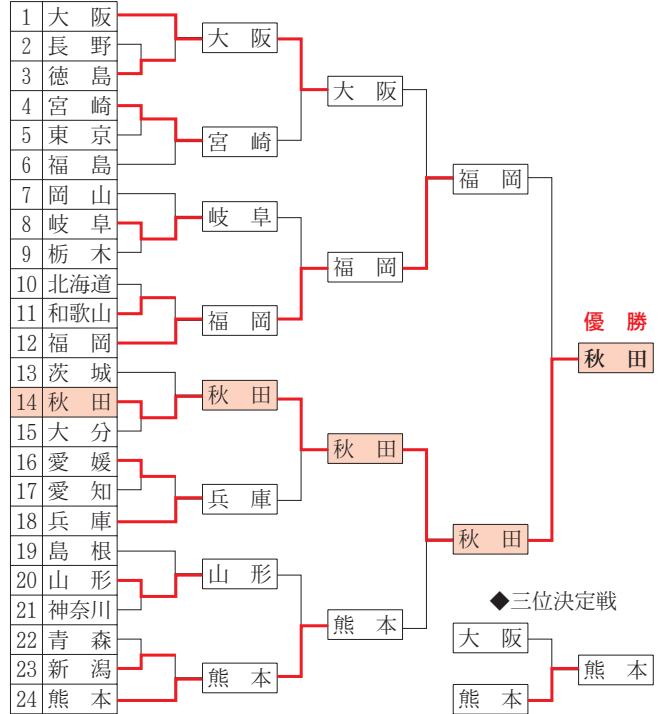 1 大阪
2 長野
3 徳島
4 宮崎
5 東京
6 福島
7 岡山
8 岐阜
9 栃木
10 北海道
11 和歌山
12 福岡
13 茨城
14 秋田
15 大分
16 愛媛
17 愛知
18 兵庫
19 島根
20 山形
21 神奈川
22 青森
23 新潟
24 熊本
大阪
宮崎
岐阜
福岡
秋田
兵庫
山形
熊本
大阪
福岡
秋田
熊本
福岡
秋田
優勝
秋田
◆三位決定戦
大阪
熊本
熊本